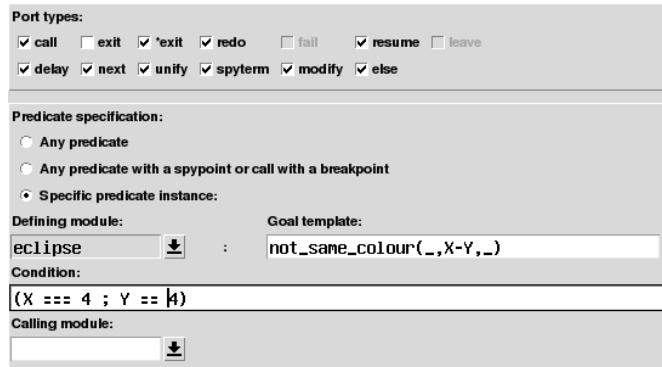 Port types:
call exit *exit redo fail resume leave
delay next unify spyterm modify else
Predicate specification:
Any predicate
Any predicate with a spypoint or call with a breakpoint
Specific predicate instance:
Defining module: Goal template:
eclipse : not_same_colour(_,X-Y,_)
Condition:
(X === 4 ; Y == 4)
Calling module: